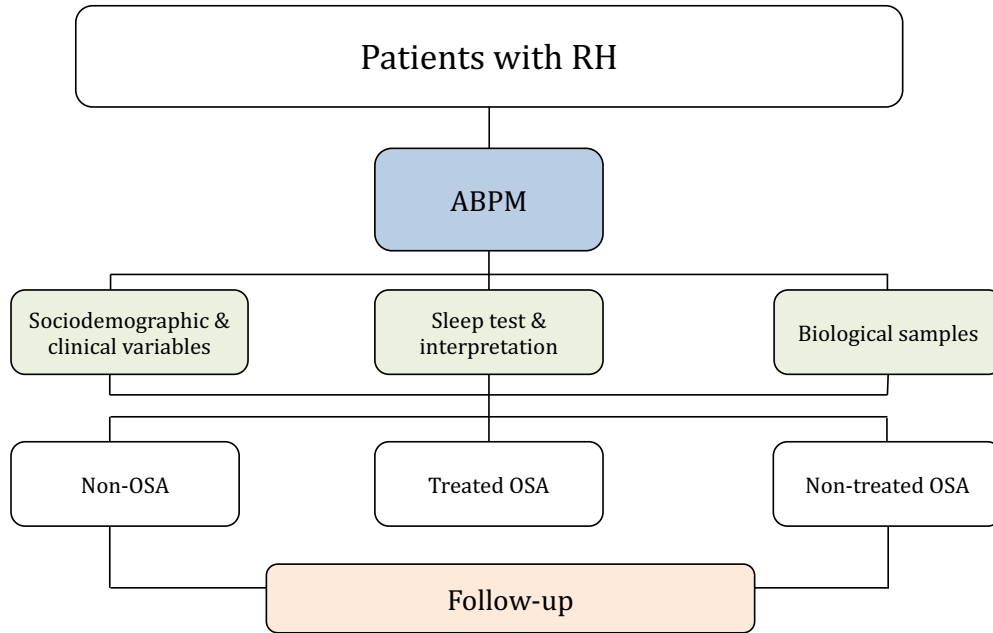 Patients with RH
ABPM
Sociodemographic &
clinical variables
Sleep test &
interpretation
Biological samples
Non-OSA
Treated OSA
Non-treated OSA
Follow-up